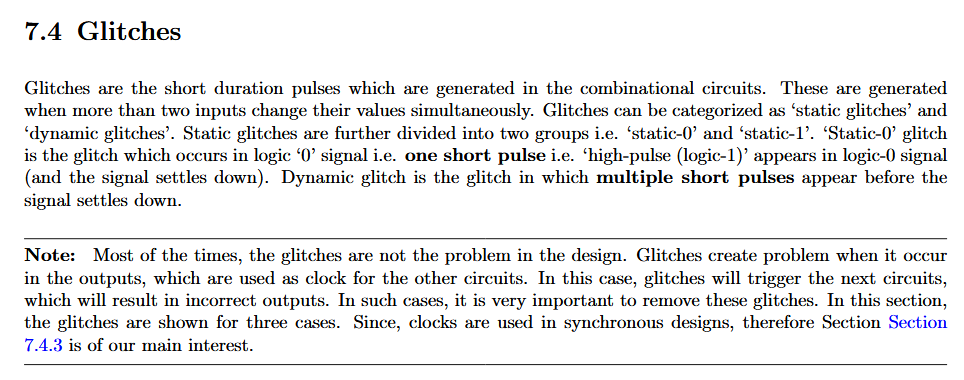 7.4 Glitches
Glitches are the short duration pulses which are generated in the combinational circuits. These are generated
when more than two inputs change their values simultaneously. Glitches can be categorized as ‘static glitches’ and
‘dynamic glitches’. Static glitches are further divided into two groups i.e. ‘static-0’ and ‘static-1’. ‘Static-0’ glitch
is the glitch which occurs in logic ‘0’ signal i.e. one short pulse i.e. ‘high-pulse (logic-1)’ appears in logic-0 signal
(and the signal settles down). Dynamic glitch is the glitch in which multiple short pulses appear before the
signal settles down.
Note: Most of the times, the glitches are not the problem in the design. Glitches create problem when it occur
in the outputs, which are used as clock for the other circuits. In this case, glitches will trigger the next circuits,
which will result in incorrect outputs. In such cases, it is very important to remove these glitches. In this section,
the glitches are shown for three cases. Since, clocks are used in synchronous designs, therefore Section Section
7.4.3 is of our main interest.